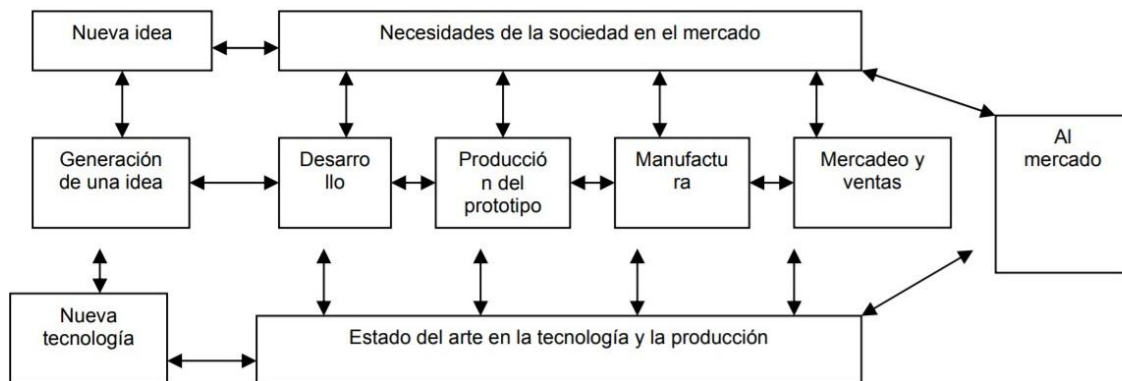 Nueva idea
Necesidades de la sociedad en el mercado
Generación
de una idea
Desarro
llo
Producció
n del
prototipo
Manufactu
ra
Mercadeo y
ventas
Al
mercado
Nueva
tecnología
Estado del arte en la tecnología y la producción